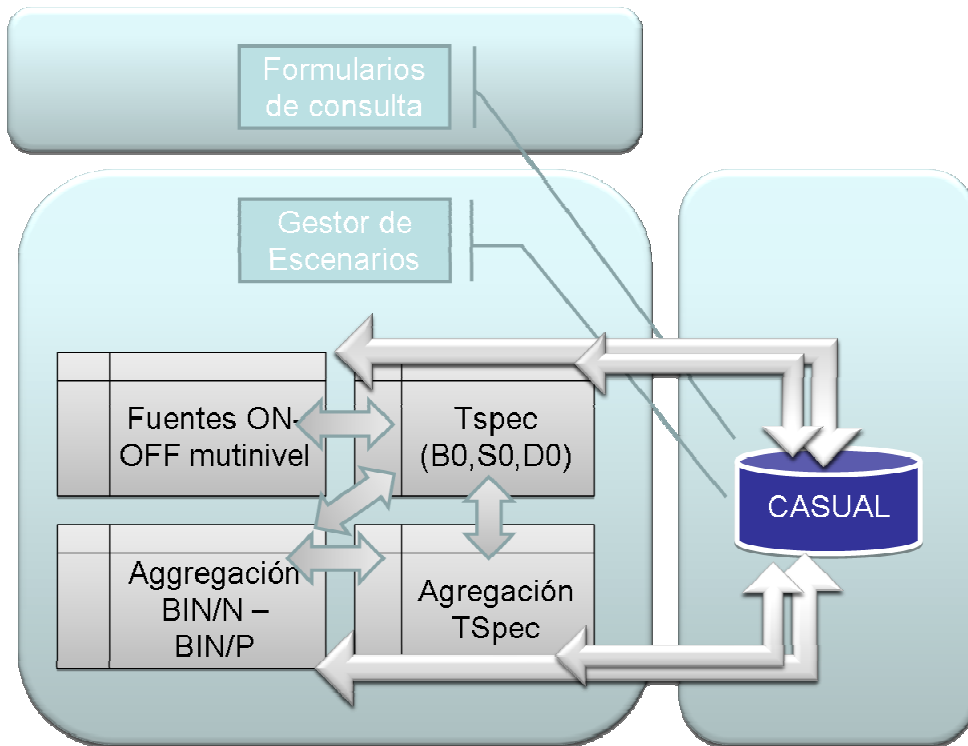 Formularios
de consulta
Gestor de
Escenarios
Fuentes ON-
OFF mutinivel
Tspec
(B0,S0,D0)
CASUAL
Aggregación
BIN/N –
BIN/P
Agregación
TSpec